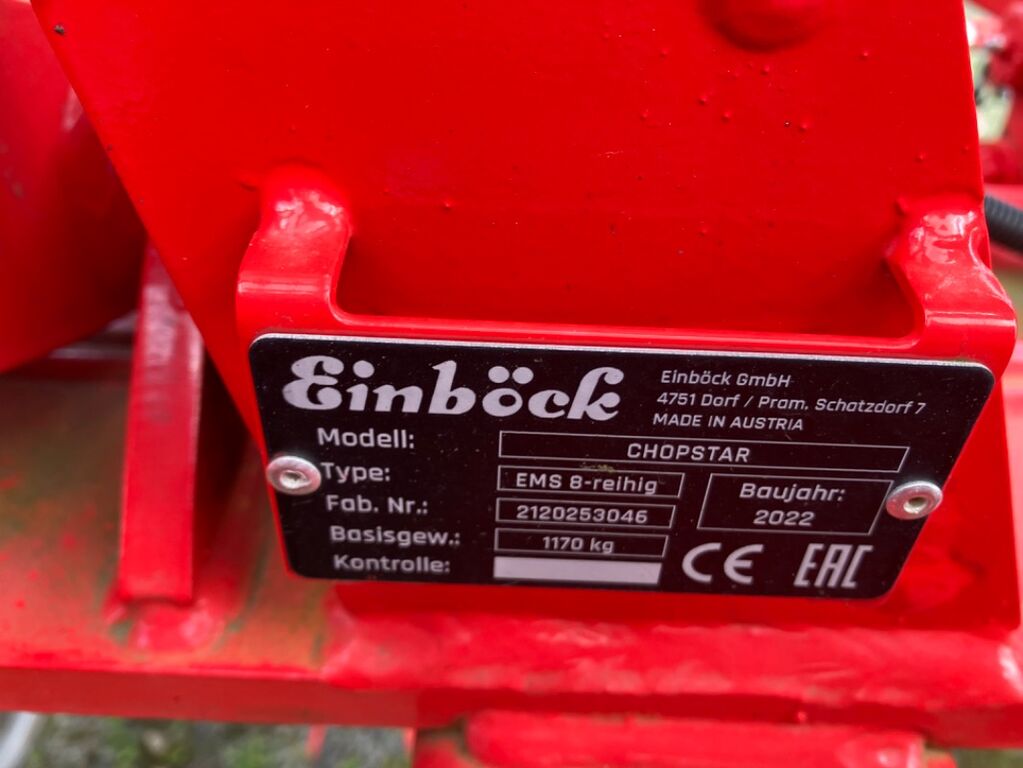 Einböck
Einböck GmbH
4751 Dorf / Pram, Schatzdorf 7
MADE IN AUSTRIA
Modell: CHOPSTAR
Type: EMS 8-reihig
Baujahr:
2022
Fab. Nr.: 2120253046
Basisgew.: 1170 kg
Kontrolle:
CE EAC